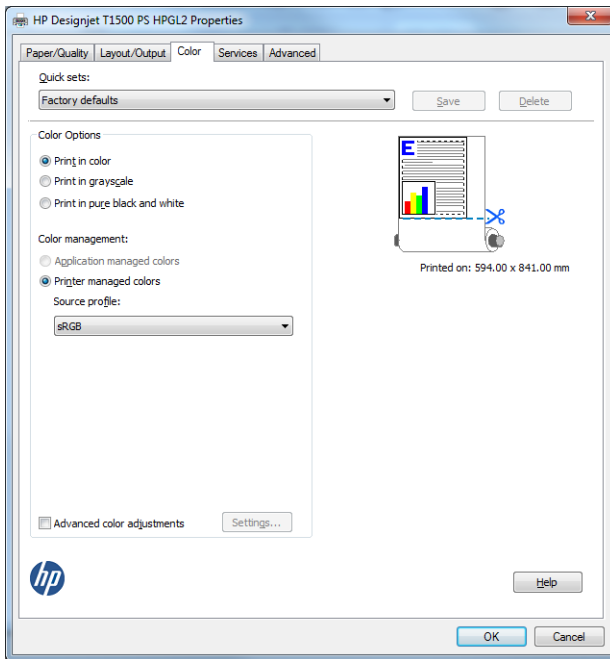 HP Designjet T1500 PS HPGL2 Properties
Paper/Quality Layout/Output Color Services Advanced
Quick sets:
Factory defaults
Save Delete
Color Options
Print in color
Print in grayscale
Print in pure black and white
Color management:
Application managed colors
Printer managed colors
Source profile:
sRGB
Advanced color adjustments Settings...
E
Printed on: 594.00 x 841.00 mm
hp
Help
OK Cancel